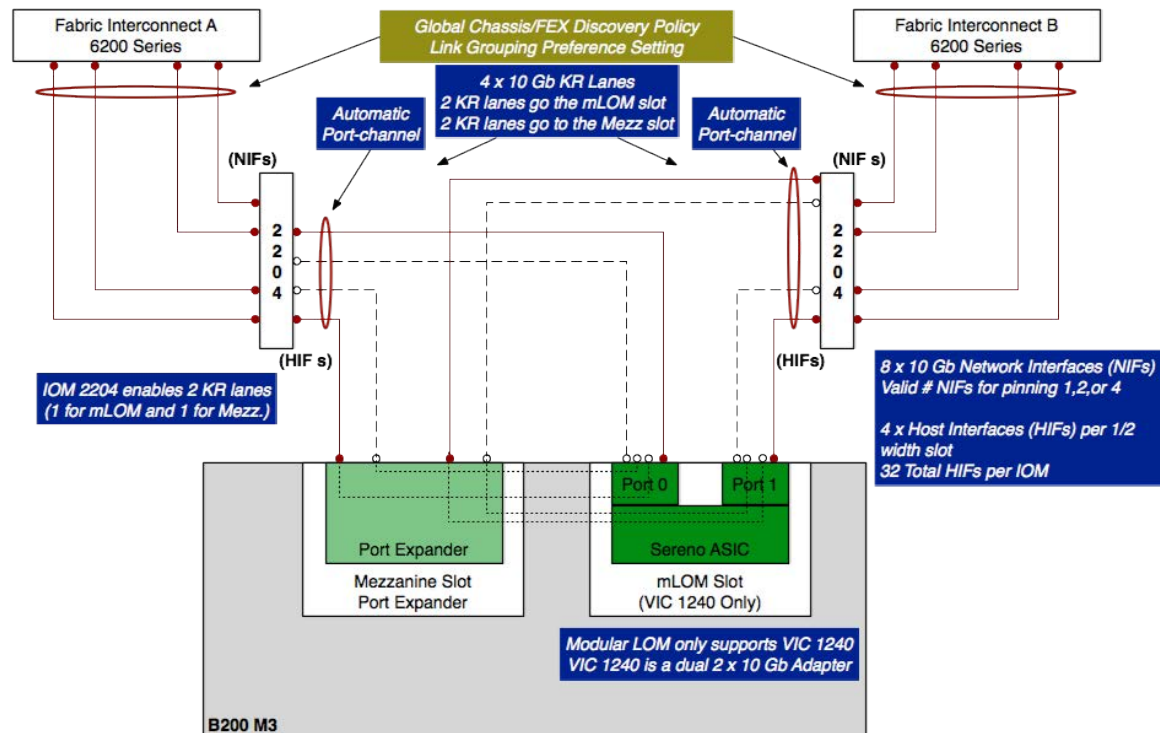 Fabric Interconnect A
6200 Series
Global Chassis/FEX Discovery Policy
Link Grouping Preference Setting
Fabric Interconnect B
6200 Series
4 x 10 Gb KR Lanes
2 KR lanes go the mLOM slot
2 KR lanes go to the Mezz slot
Automatic
Port-channel
Automatic
Port-channel
(NIFs)
(NIF s)
2
2
0
4
2
2
0
4
(HIF s)
(HIFs)
IOM 2204 enables 2 KR lanes
(1 for mLOM and 1 for Mezz.)
8 x 10 Gb Network Interfaces (NIFs)
Valid # NIFs for pinning 1,2,or 4
4 x Host Interfaces (HIFs) per 1/2
width slot
32 Total HIFs per IOM
Port 0
Port 1
Port Expander
Sereno ASIC
Mezzanine Slot
Port Expander
mLOM Slot
(VIC 1240 Only)
Modular LOM only supports VIC 1240
VIC 1240 is a dual 2 x 10 Gb Adapter
B200 M3